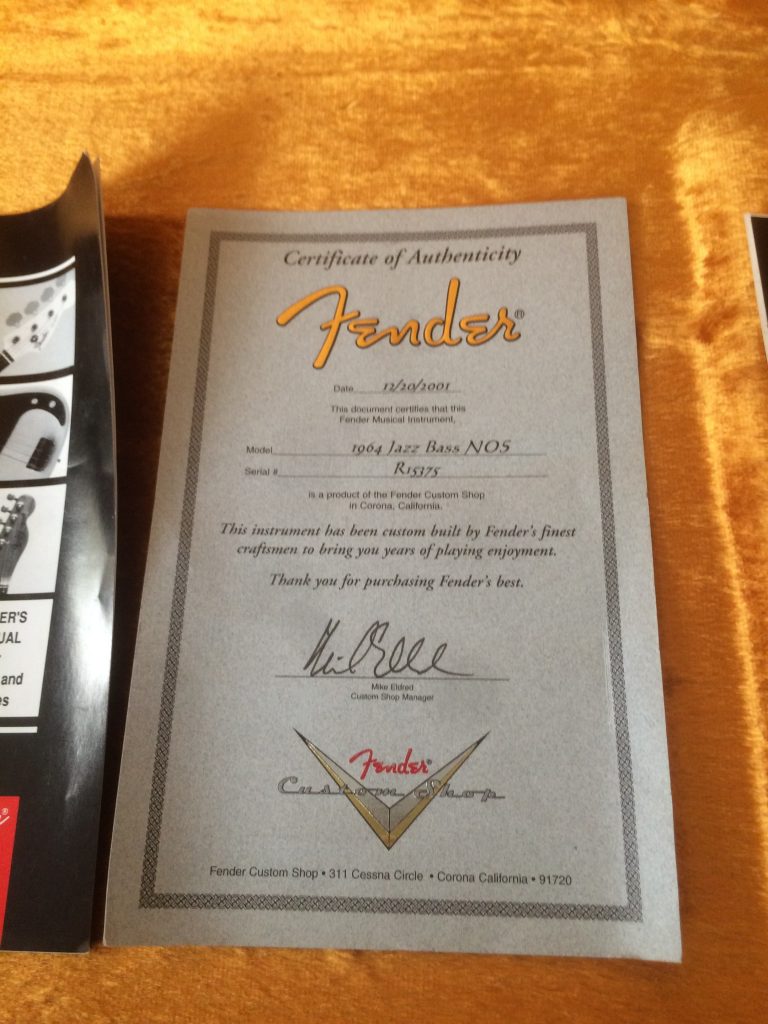 Certificate of Authenticity
Fender®
Date 12/20/2001
This document certifies that this
Fender Musical Instrument,
Model 1964 Jazz Bass NOS
Serial # R15375
is a product of the Fender Custom Shop
in Corona, California.
This instrument has been custom built by Fender's finest
craftsmen to bring you years of playing enjoyment.
Thank you for purchasing Fender's best.
Mike Eldred
Custom Shop Manager
Fender®
Custom Shop
Fender Custom Shop • 311 Cessna Circle • Corona California • 91720
ER'S
UAL
and
es